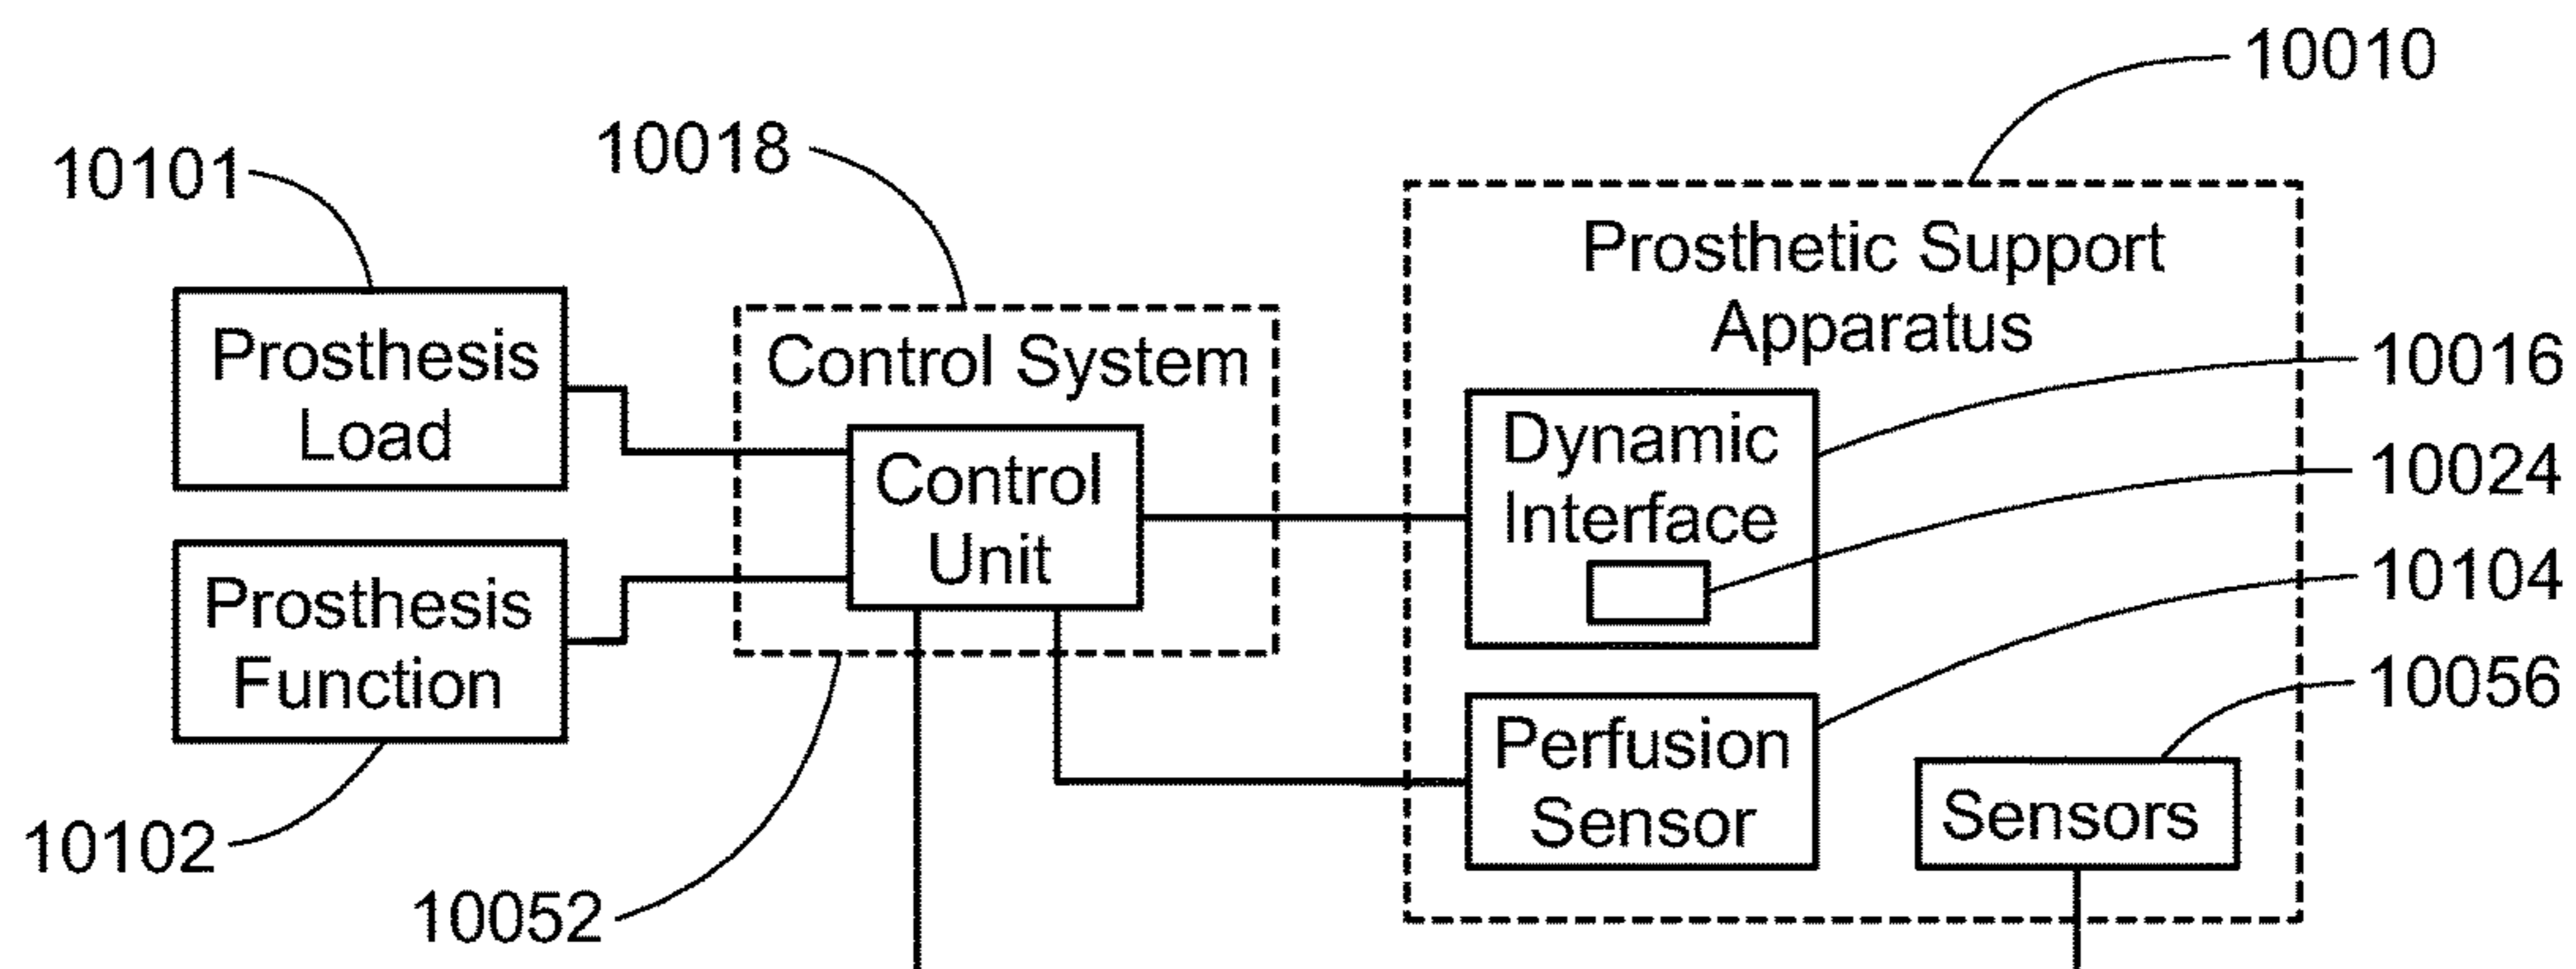 10010
10018
10101
Prosthetic Support
Apparatus
Prosthesis
Load
Control System
10016
Dynamic
Interface
Control
Unit
10024
Prosthesis
Function
10104
10056
Perfusion
Sensor
Sensors
10102
10052